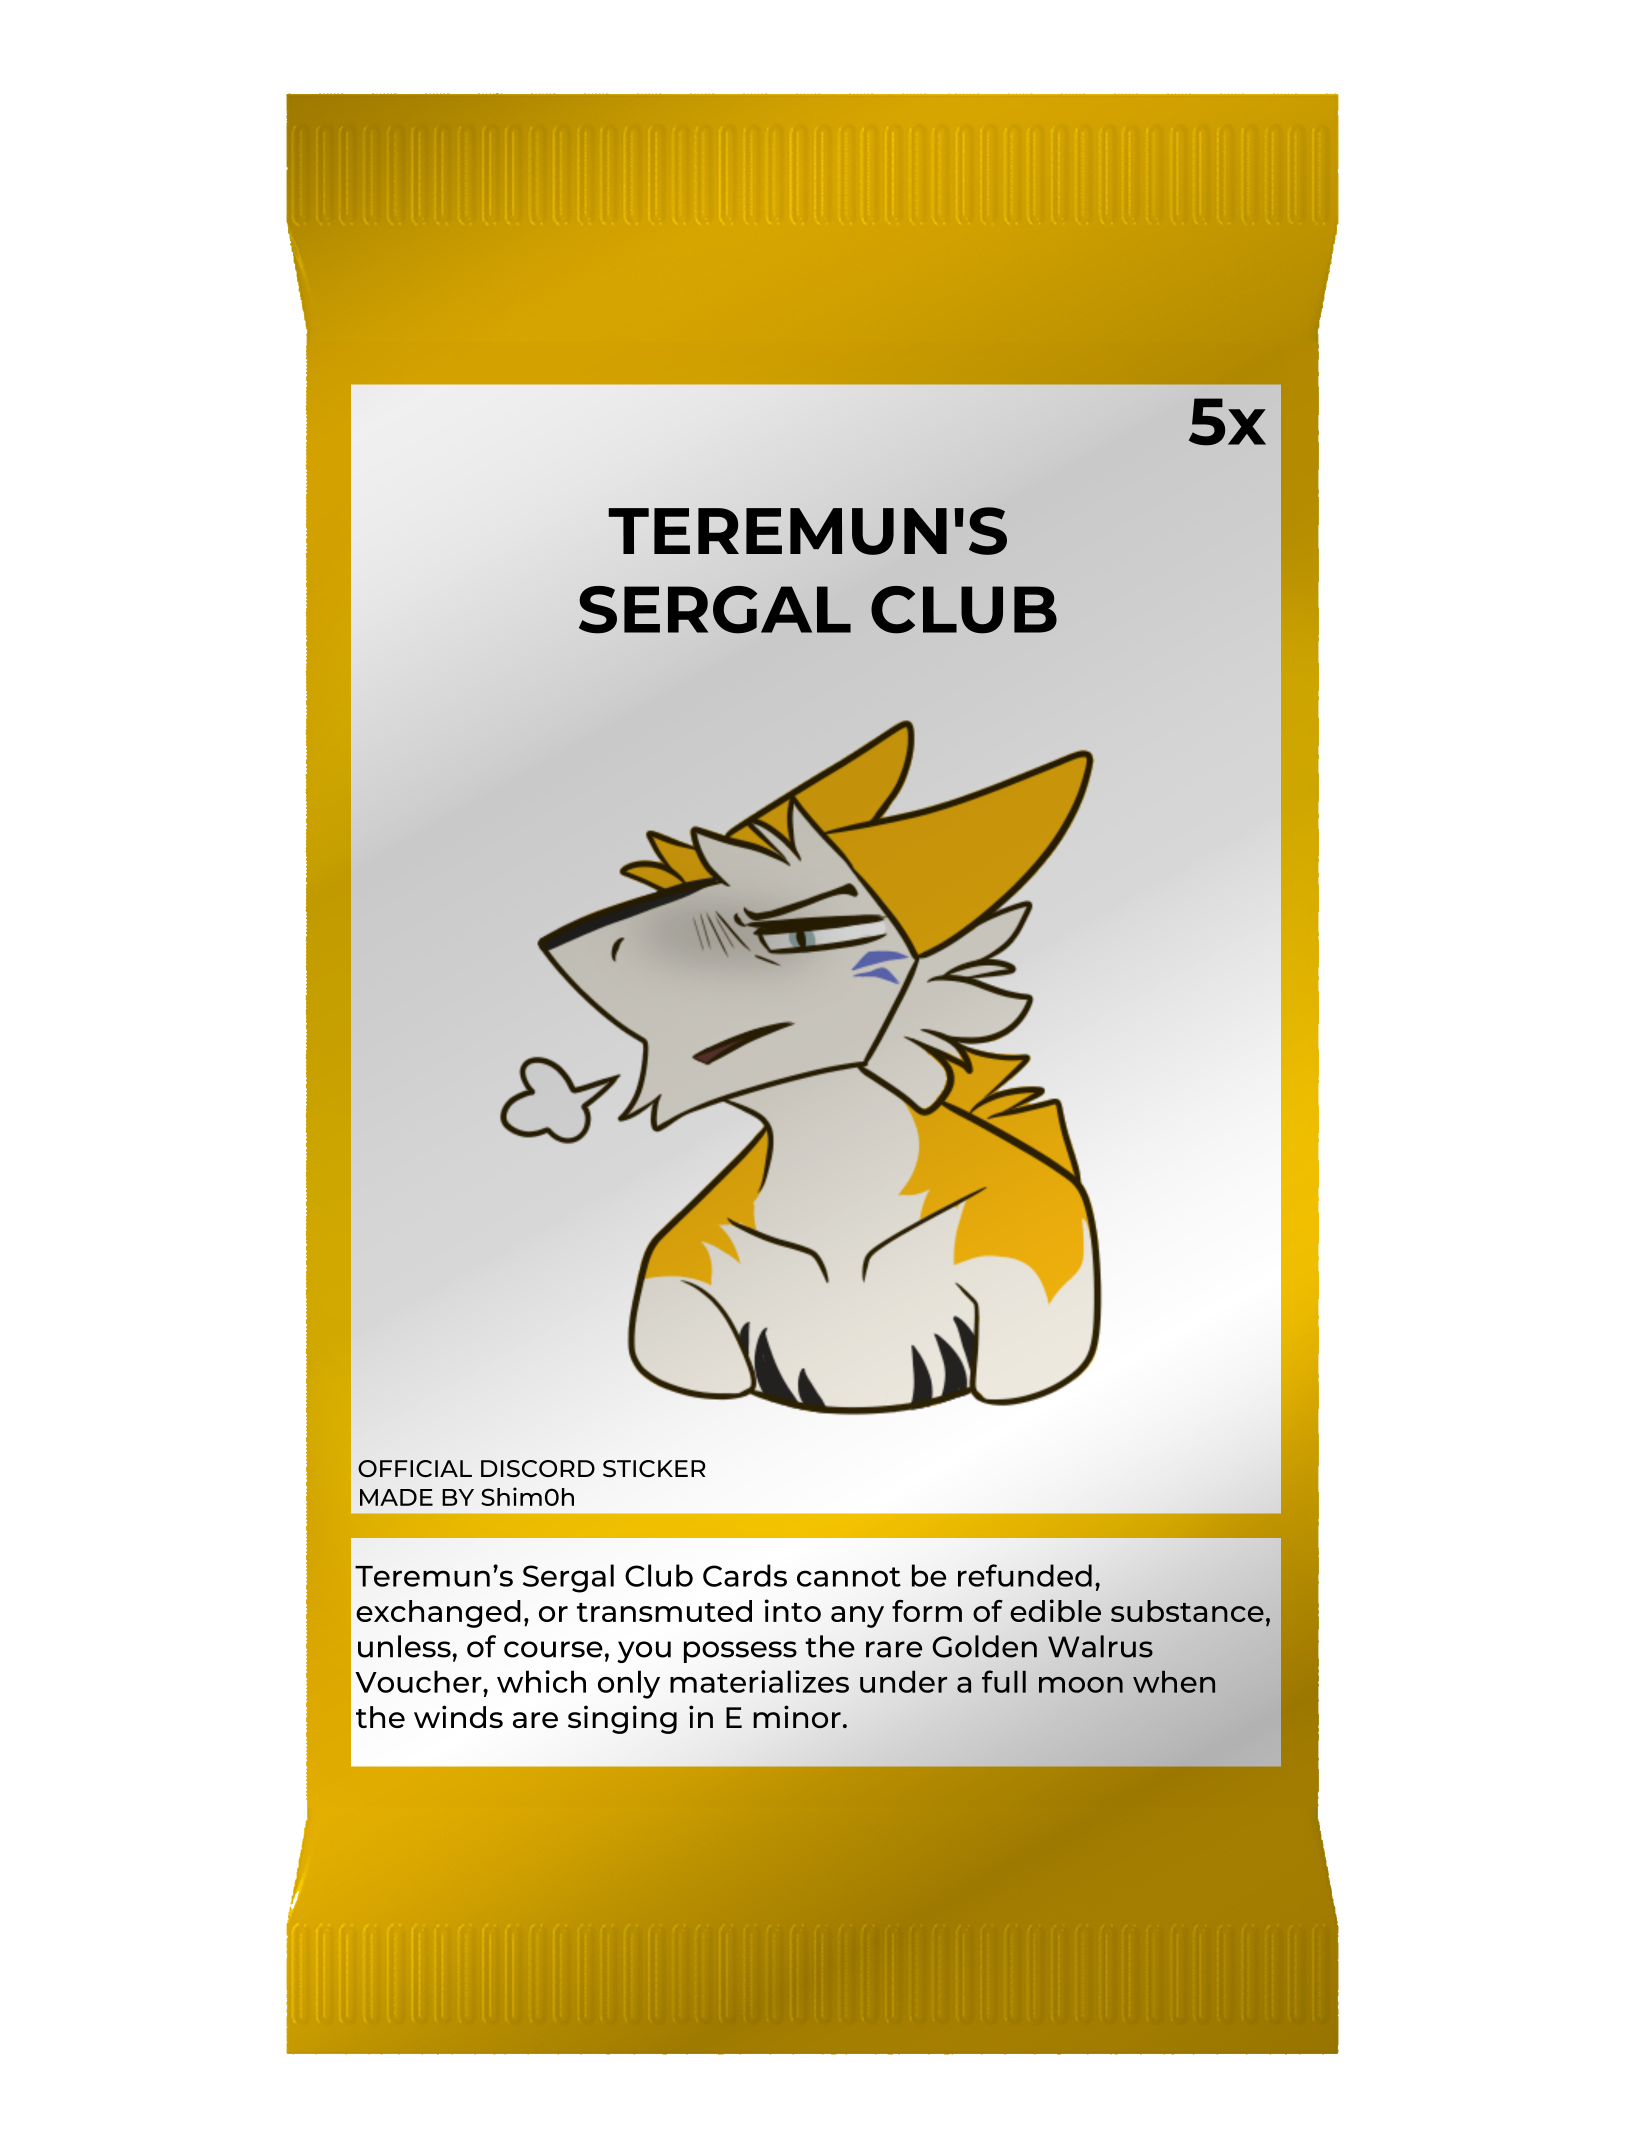 5x
TEREMUN'S
SERGAL CLUB
OFFICIAL DISCORD STICKER
MADE BY Shim0h
Teremun’s Sergal Club Cards cannot be refunded,
exchanged, or transmuted into any form of edible substance,
unless, of course, you possess the rare Golden Walrus
Voucher, which only materializes under a full moon when
the winds are singing in E minor.